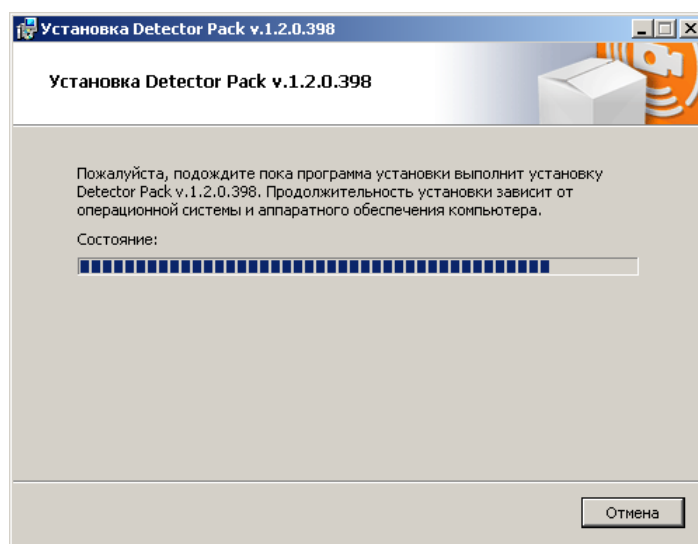 Установка Detector Pack v.1.2.0.398
Установка Detector Pack v.1.2.0.398
Пожалуйста, подождите пока программа установки выполнит установку
Detector Pack v.1.2.0.398. Продолжительность установки зависит от
операционной системы и аппаратного обеспечения компьютера.
Состояние:
Отмена